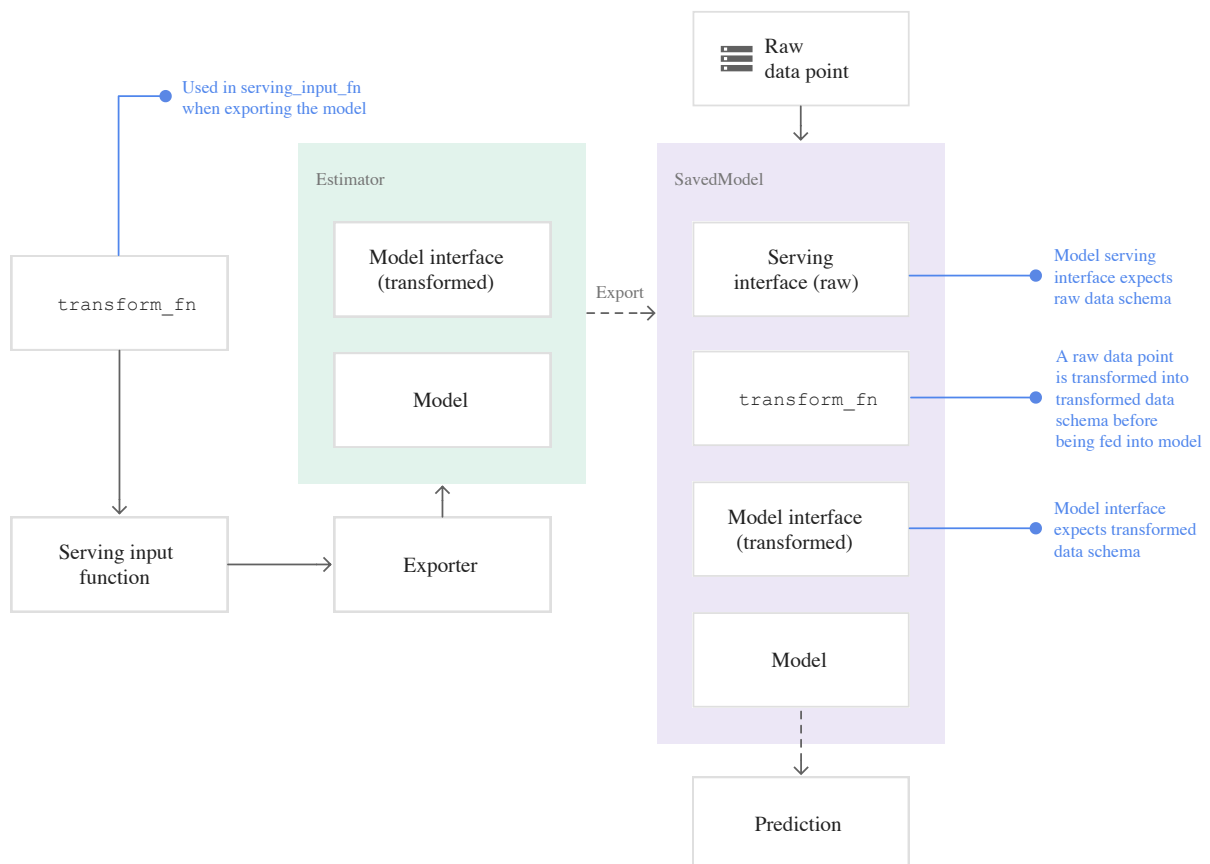 Raw
data point
Used in serving_input_fn
when exporting the model
Estimator
SavedModel
Model interface
(transformed)
Serving
interface (raw)
Model serving
interface expects
raw data schema
transform_fn
Export
Model
transform_fn
A raw data point
is transformed into
transformed data
schema before
being fed into model
Serving input
function
Exporter
Model interface
(transformed)
Model interface
expects transformed
data schema
Model
Prediction